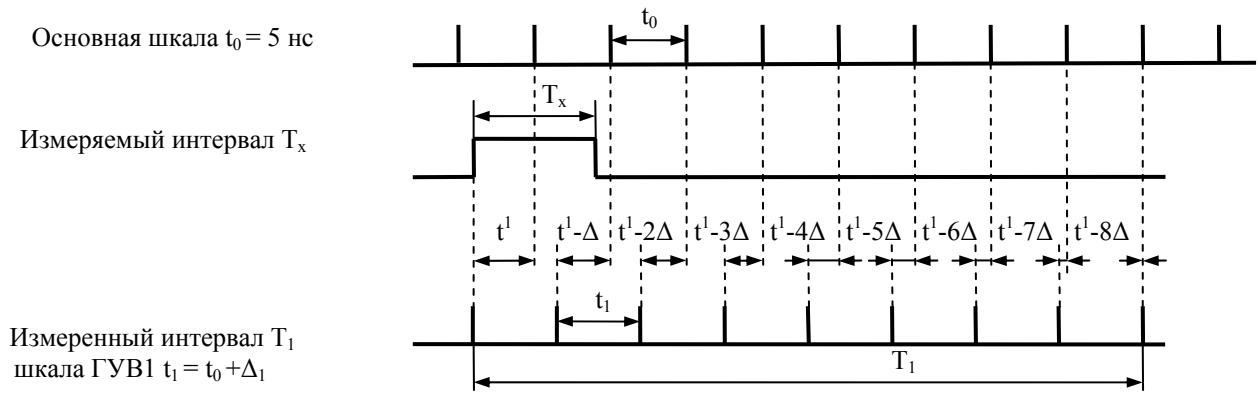 Основная шкала t₀ = 5 нс
t₀
Tₓ
Измеряемый интервал Tₓ
t¹ t¹-Δ t¹-2Δ t¹-3Δ t¹-4Δ t¹-5Δ t¹-6Δ t¹-7Δ t¹-8Δ
t₁
Измеренный интервал T₁
шкала ГУВ1 t₁ = t₀ +Δ₁
T₁